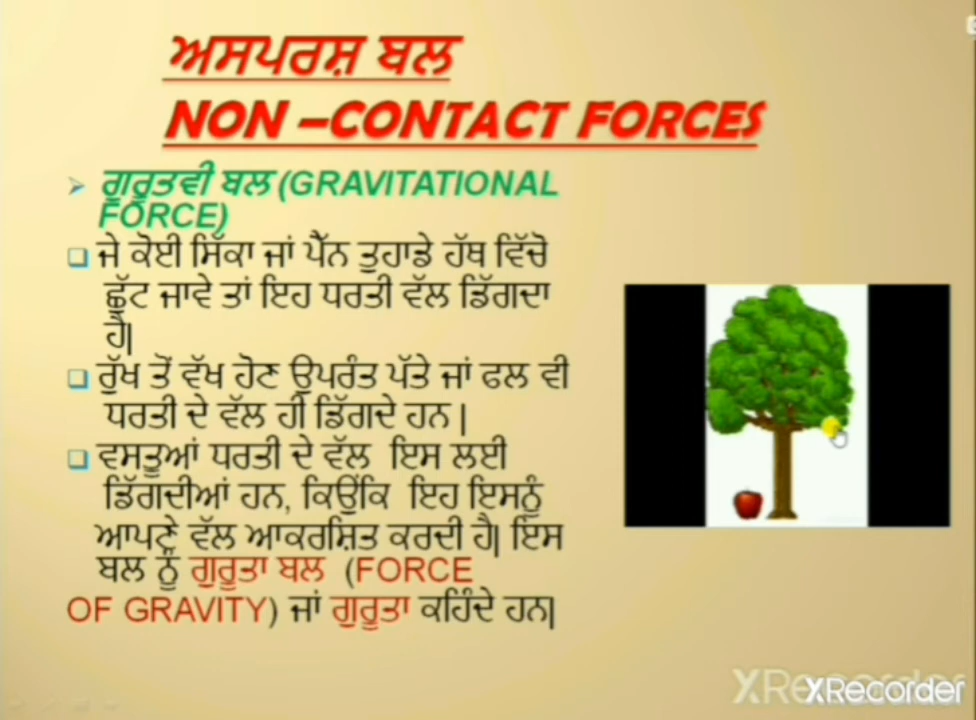 ਅਸਪਰਸ਼ ਬਲ
NON –CONTACT FORCES
ਗੁਰੂਤਵੀ ਬਲ (GRAVITATIONAL
FORCE)
ਜੇ ਕੋਈ ਸਿੱਕਾ ਜਾਂ ਪੈੱਨ ਤੁਹਾਡੇ ਹੱਥ ਵਿੱਚੋ
ਛੁੱਟ ਜਾਵੇ ਤਾਂ ਇਹ ਧਰਤੀ ਵੱਲ ਡਿੱਗਦਾ
ਹੈ|
ਰੁੱਖ ਤੋਂ ਵੱਖ ਹੋਣ ਉਪਰੰਤ ਪੱਤੇ ਜਾਂ ਫਲ ਵੀ
ਧਰਤੀ ਦੇ ਵੱਲ ਹੀ ਡਿੱਗਦੇ ਹਨ |
ਵਸਤੂਆਂ ਧਰਤੀ ਦੇ ਵੱਲ ਇਸ ਲਈ
ਡਿੱਗਦੀਆਂ ਹਨ, ਕਿਉਂਕਿ ਇਹ ਇਸਨੂੰ
ਆਪਣੇ ਵੱਲ ਆਕਰਸ਼ਿਤ ਕਰਦੀ ਹੈ| ਇਸ
ਬਲ ਨੂੰ ਗੁਰੂਤਾ ਬਲ (FORCE
OF GRAVITY) ਜਾਂ ਗੁਰੂਤਾ ਕਹਿੰਦੇ ਹਨ|
XRecorder
XRecorder